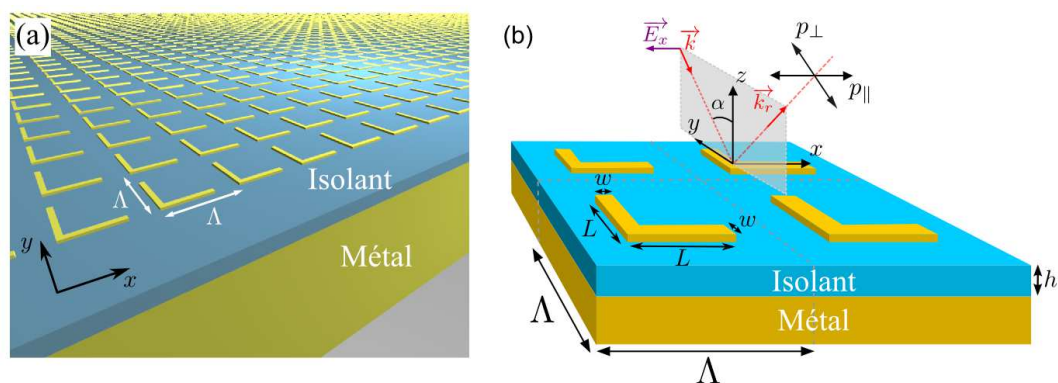 (a)
Λ
Λ
Isolant
Métal
y
x
(b)
E_x
k
p⊥
z
k_r
p∥
α
y
x
w
w
L
L
Isolant
h
Métal
Λ
Λ